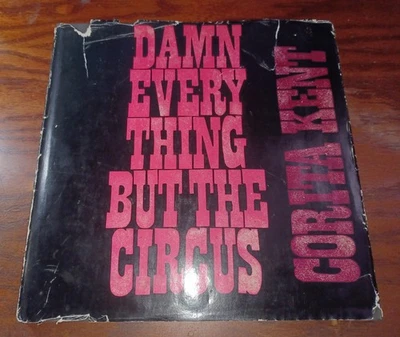 DAMN
EVERY
THING
BUT THE
CIRCUS
CORITA KENT